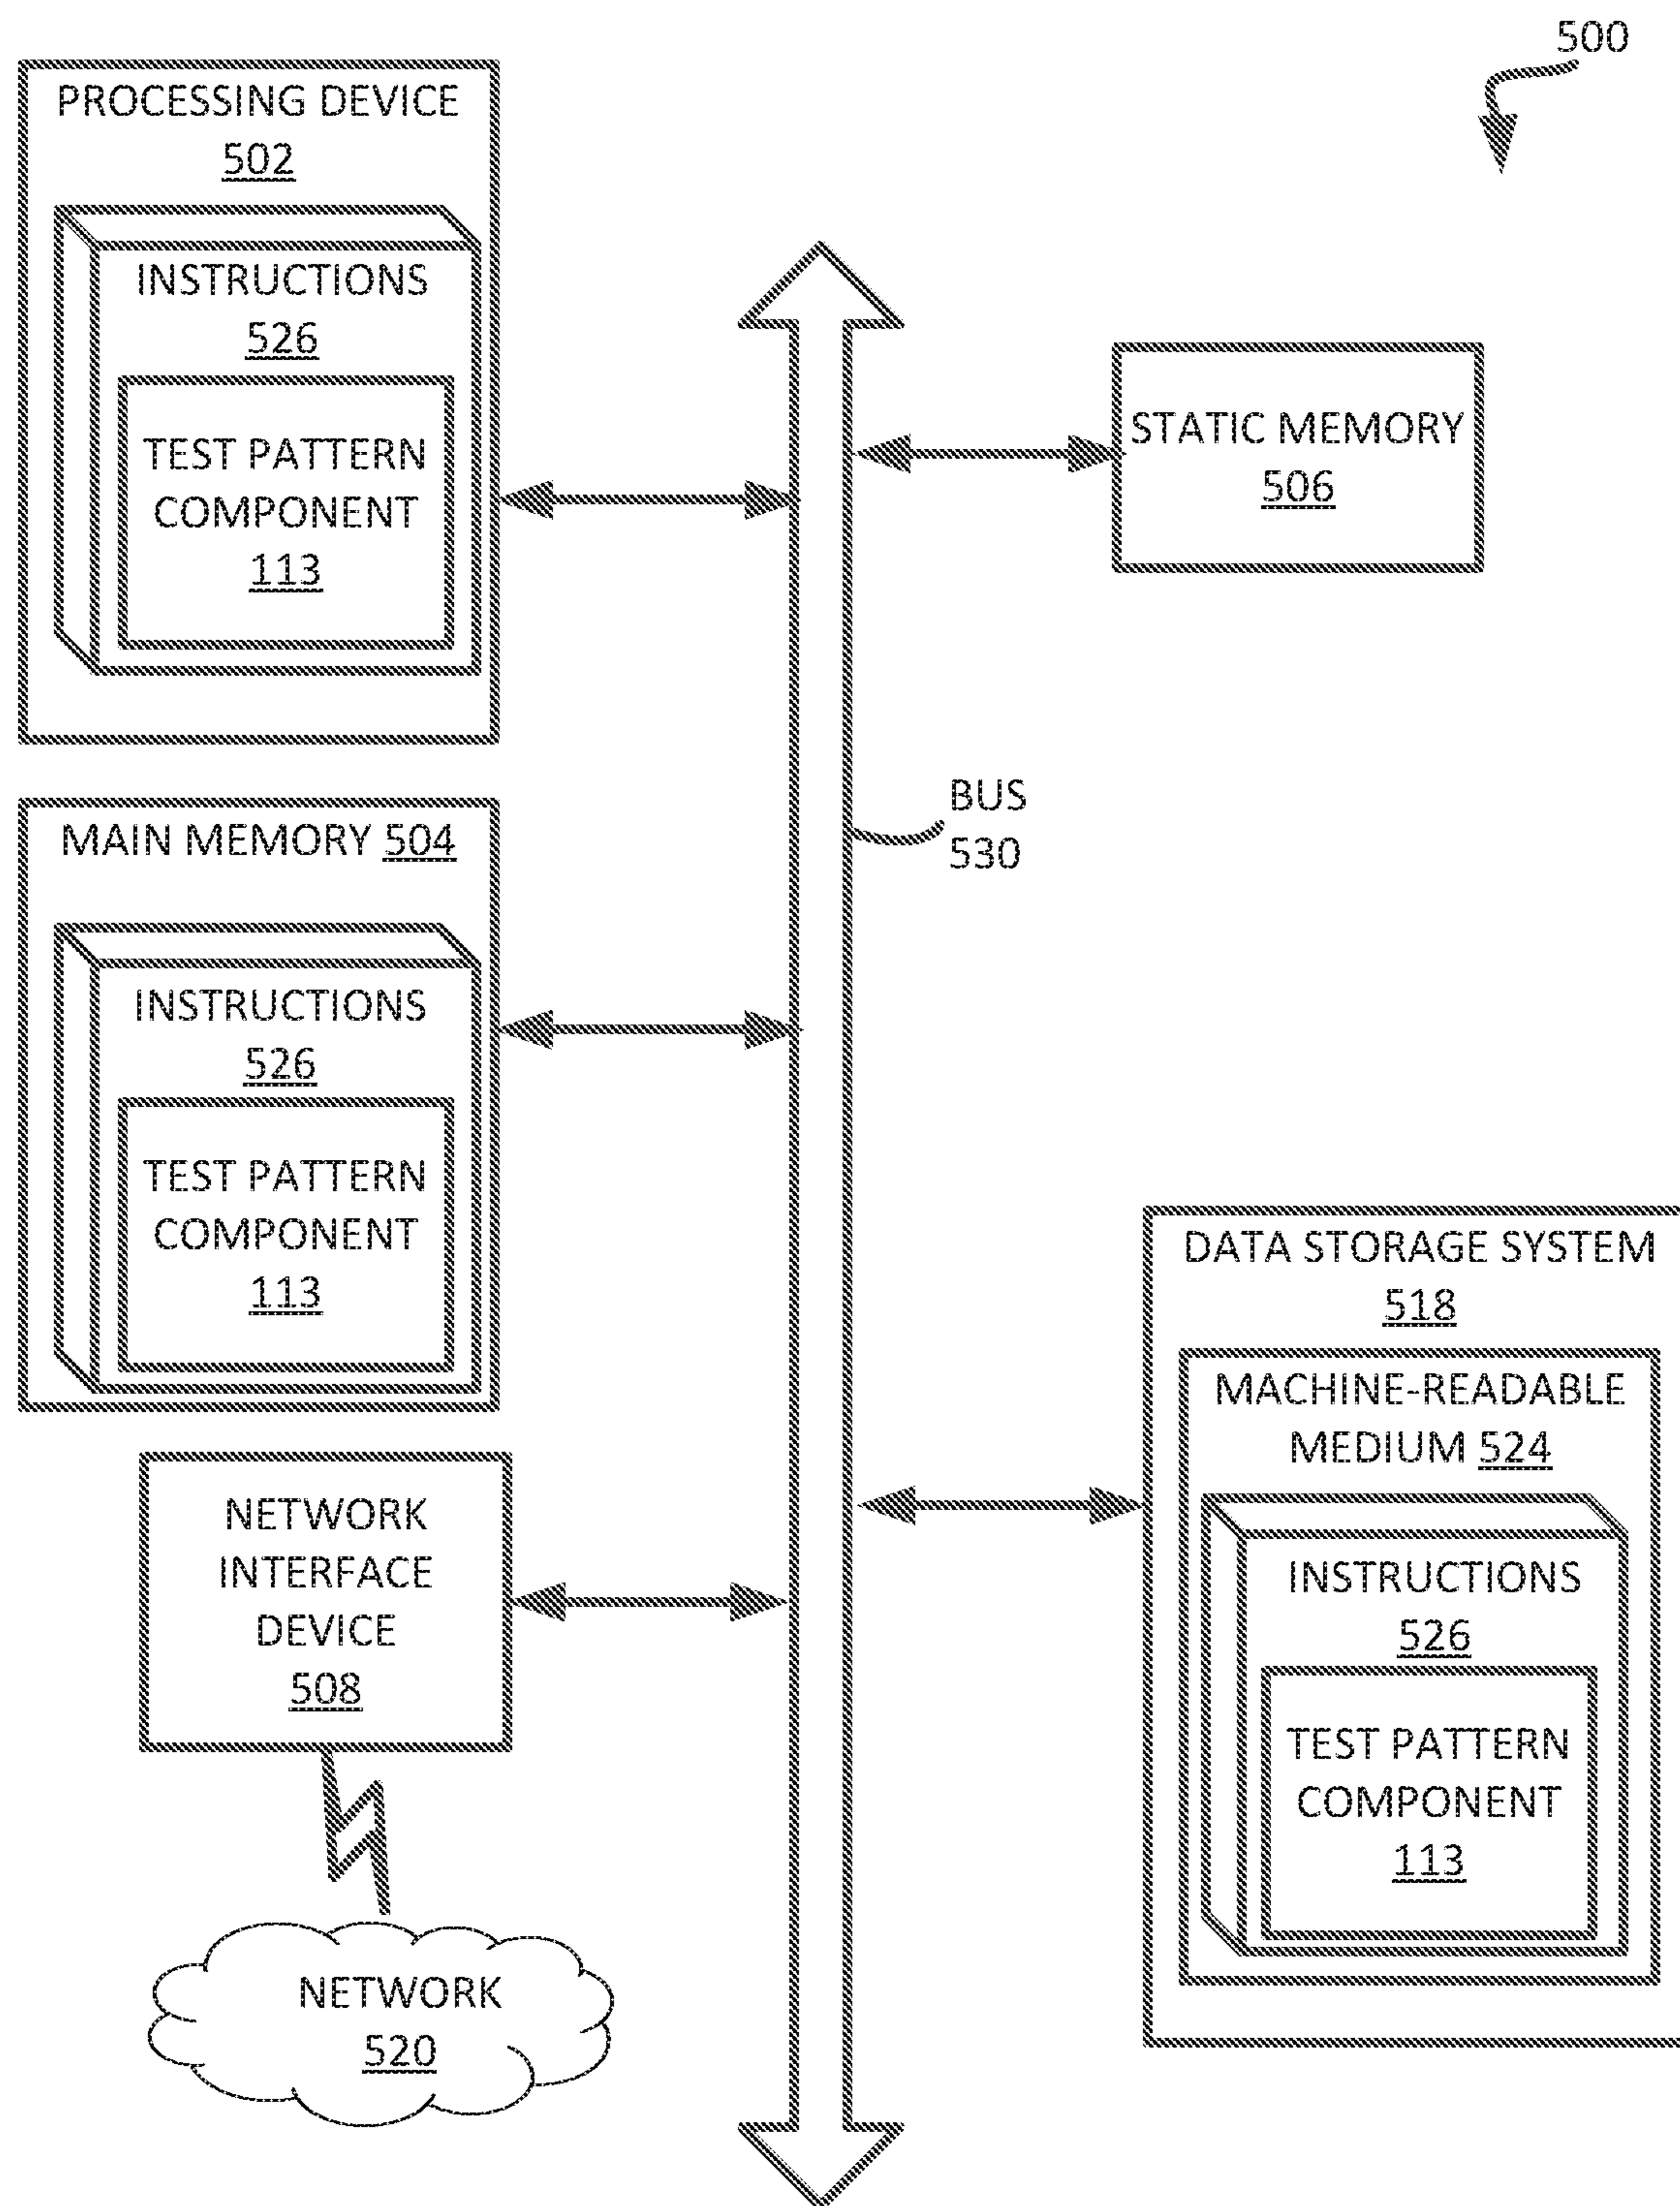 500
PROCESSING DEVICE
502
INSTRUCTIONS
526
TEST PATTERN
COMPONENT
113
STATIC MEMORY
506
BUS
530
MAIN MEMORY 504
INSTRUCTIONS
526
TEST PATTERN
COMPONENT
113
DATA STORAGE SYSTEM
518
MACHINE-READABLE
MEDIUM 524
INSTRUCTIONS
526
TEST PATTERN
COMPONENT
113
NETWORK
INTERFACE
DEVICE
508
NETWORK
520